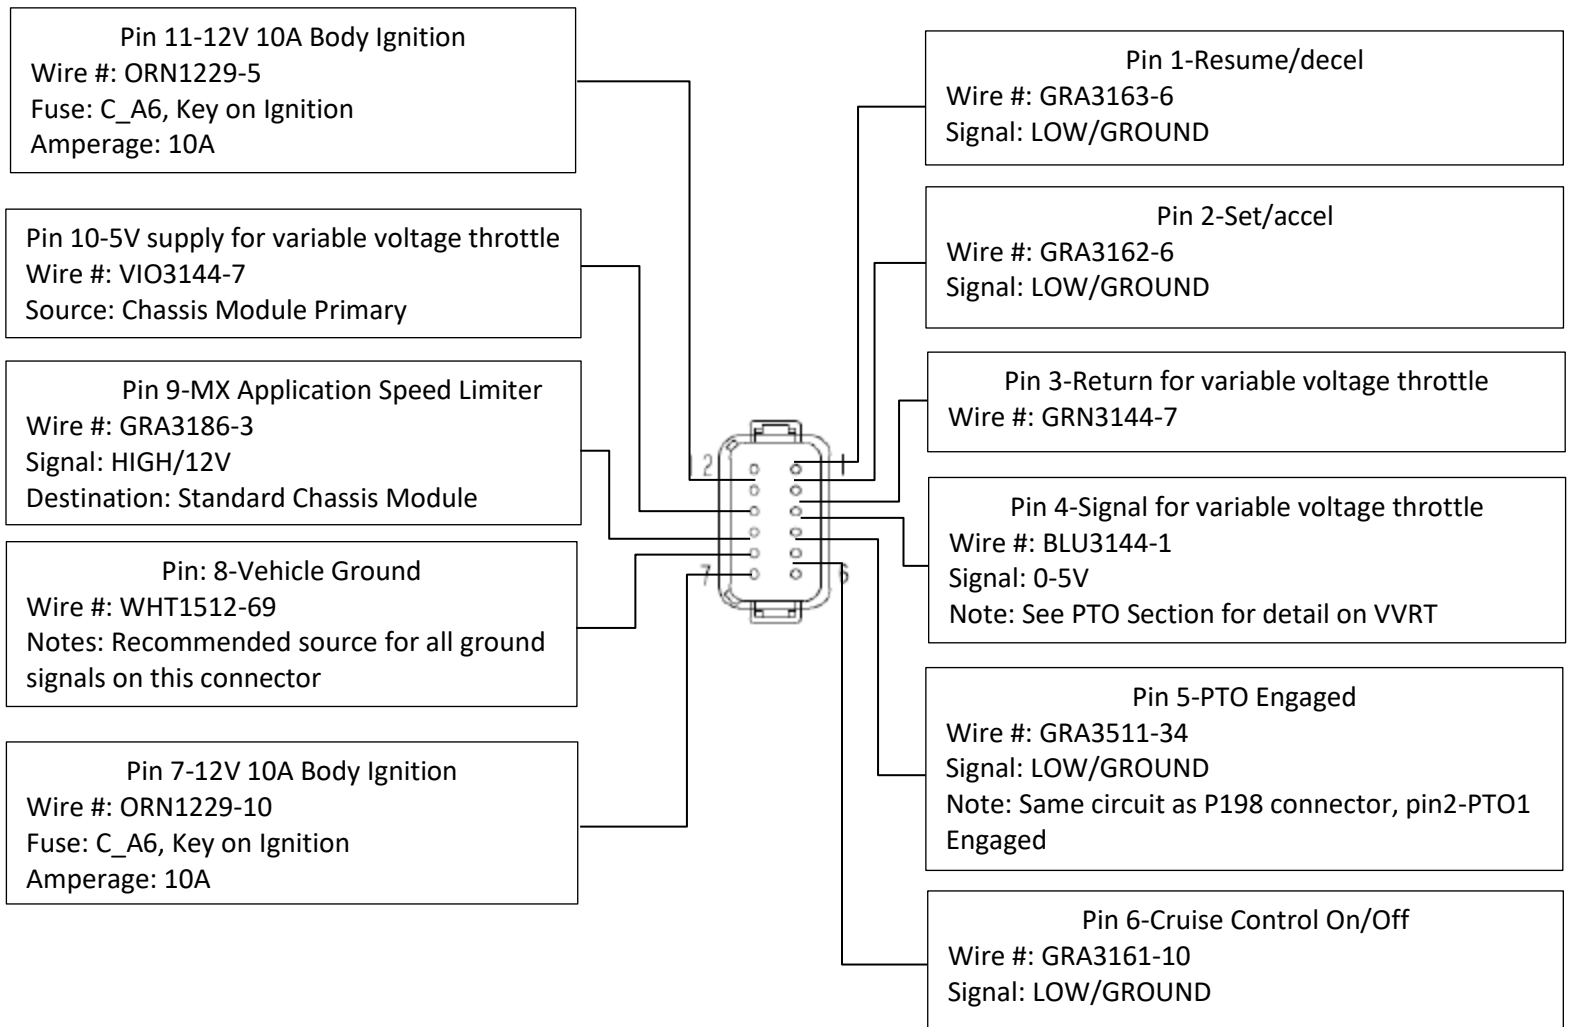 Pin 11-12V 10A Body Ignition
Wire #: ORN1229-5
Fuse: C_A6, Key on Ignition
Amperage: 10A
Pin 10-5V supply for variable voltage throttle
Wire #: VIO3144-7
Source: Chassis Module Primary
Pin 9-MX Application Speed Limiter
Wire #: GRA3186-3
Signal: HIGH/12V
Destination: Standard Chassis Module
Pin: 8-Vehicle Ground
Wire #: WHT1512-69
Notes: Recommended source for all ground
signals on this connector
Pin 7-12V 10A Body Ignition
Wire #: ORN1229-10
Fuse: C_A6, Key on Ignition
Amperage: 10A
12 1
7 6
Pin 1-Resume/decel
Wire #: GRA3163-6
Signal: LOW/GROUND
Pin 2-Set/accel
Wire #: GRA3162-6
Signal: LOW/GROUND
Pin 3-Return for variable voltage throttle
Wire #: GRN3144-7
Pin 4-Signal for variable voltage throttle
Wire #: BLU3144-1
Signal: 0-5V
Note: See PTO Section for detail on VVRT
Pin 5-PTO Engaged
Wire #: GRA3511-34
Signal: LOW/GROUND
Note: Same circuit as P198 connector, pin2-PTO1
Engaged
Pin 6-Cruise Control On/Off
Wire #: GRA3161-10
Signal: LOW/GROUND